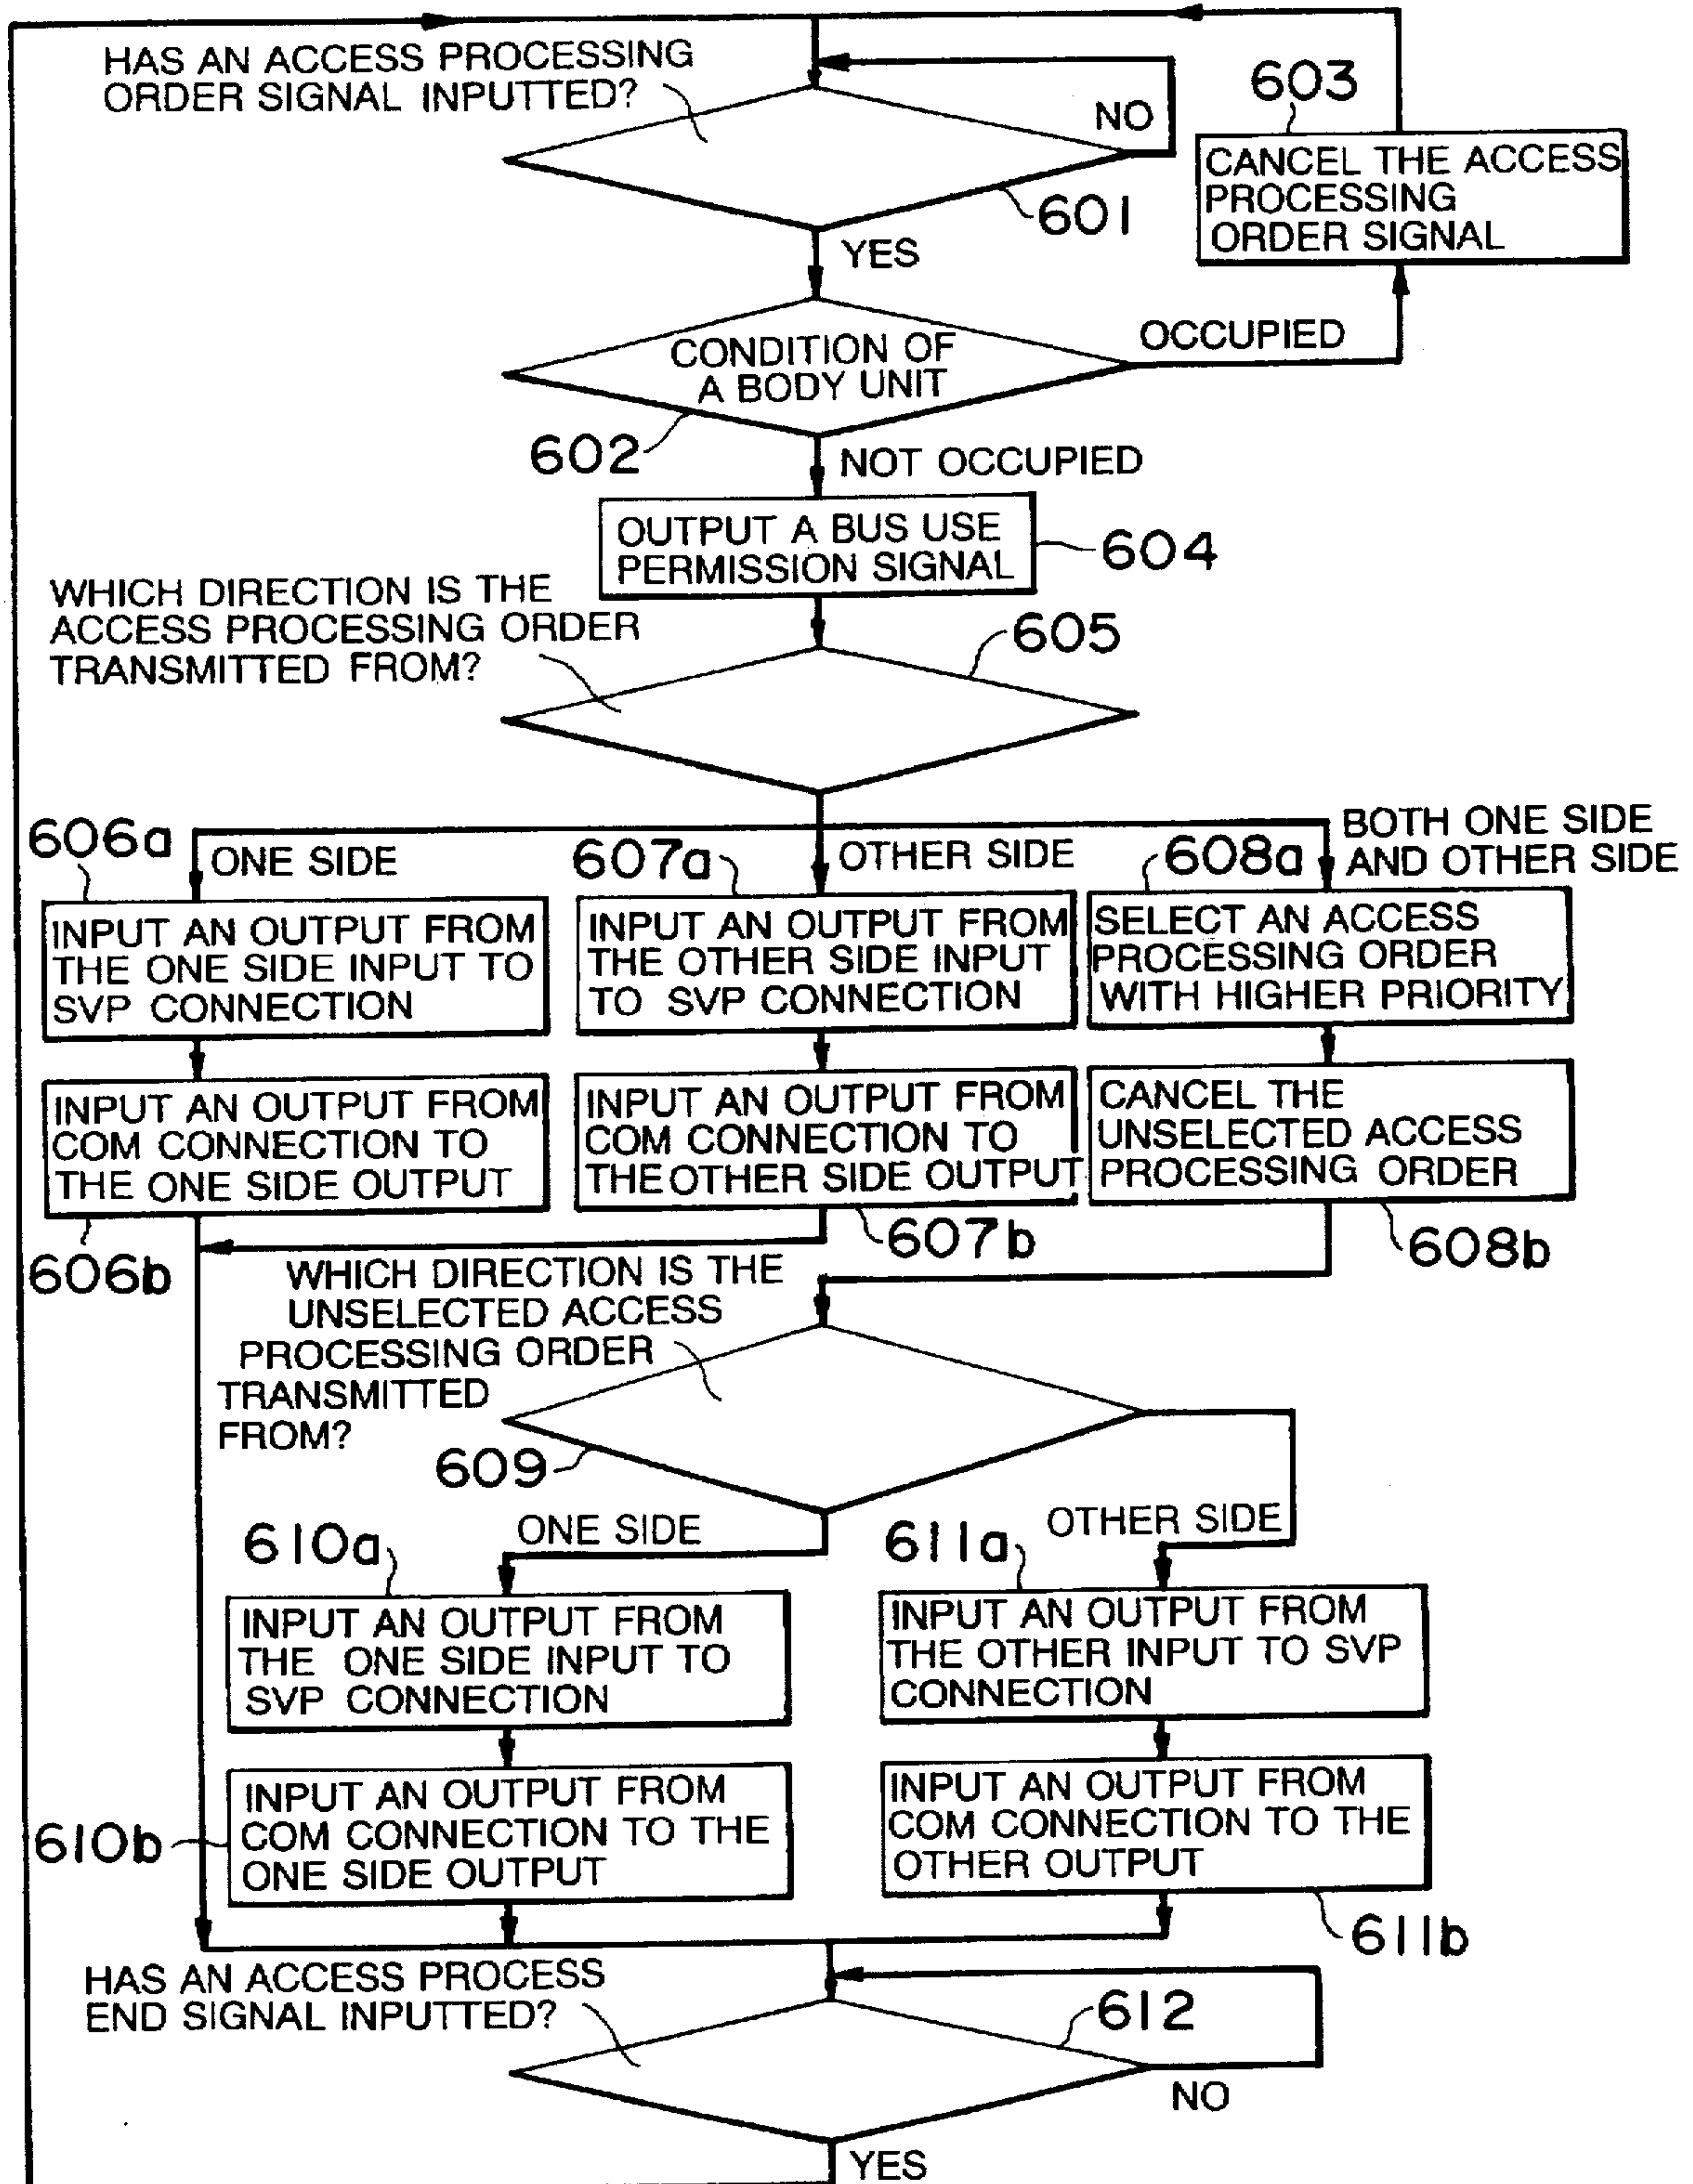 HAS AN ACCESS PROCESSING
ORDER SIGNAL INPUTTED?
NO
601
603
CANCEL THE ACCESS
PROCESSING
ORDER SIGNAL
YES
CONDITION OF
A BODY UNIT
OCCUPIED
602
NOT OCCUPIED
OUTPUT A BUS USE
PERMISSION SIGNAL
604
WHICH DIRECTION IS THE
ACCESS PROCESSING ORDER
TRANSMITTED FROM?
605
606a
ONE SIDE
607a
OTHER SIDE
608a
BOTH ONE SIDE
AND OTHER SIDE
INPUT AN OUTPUT FROM
THE ONE SIDE INPUT TO
SVP CONNECTION
INPUT AN OUTPUT FROM
THE OTHER SIDE INPUT
TO SVP CONNECTION
SELECT AN ACCESS
PROCESSING ORDER
WITH HIGHER PRIORITY
INPUT AN OUTPUT FROM
COM CONNECTION TO
THE ONE SIDE OUTPUT
INPUT AN OUTPUT FROM
COM CONNECTION TO
THE OTHER SIDE OUTPUT
CANCEL THE
UNSELECTED ACCESS
PROCESSING ORDER
606b
607b
608b
WHICH DIRECTION IS THE
UNSELECTED ACCESS
PROCESSING ORDER
TRANSMITTED
FROM?
609
610a
ONE SIDE
611a
OTHER SIDE
INPUT AN OUTPUT FROM
THE ONE SIDE INPUT TO
SVP CONNECTION
INPUT AN OUTPUT FROM
THE OTHER INPUT TO SVP
CONNECTION
610b
INPUT AN OUTPUT FROM
COM CONNECTION TO THE
ONE SIDE OUTPUT
INPUT AN OUTPUT FROM
COM CONNECTION TO THE
OTHER OUTPUT
611b
HAS AN ACCESS PROCESS
END SIGNAL INPUTTED?
612
NO
YES